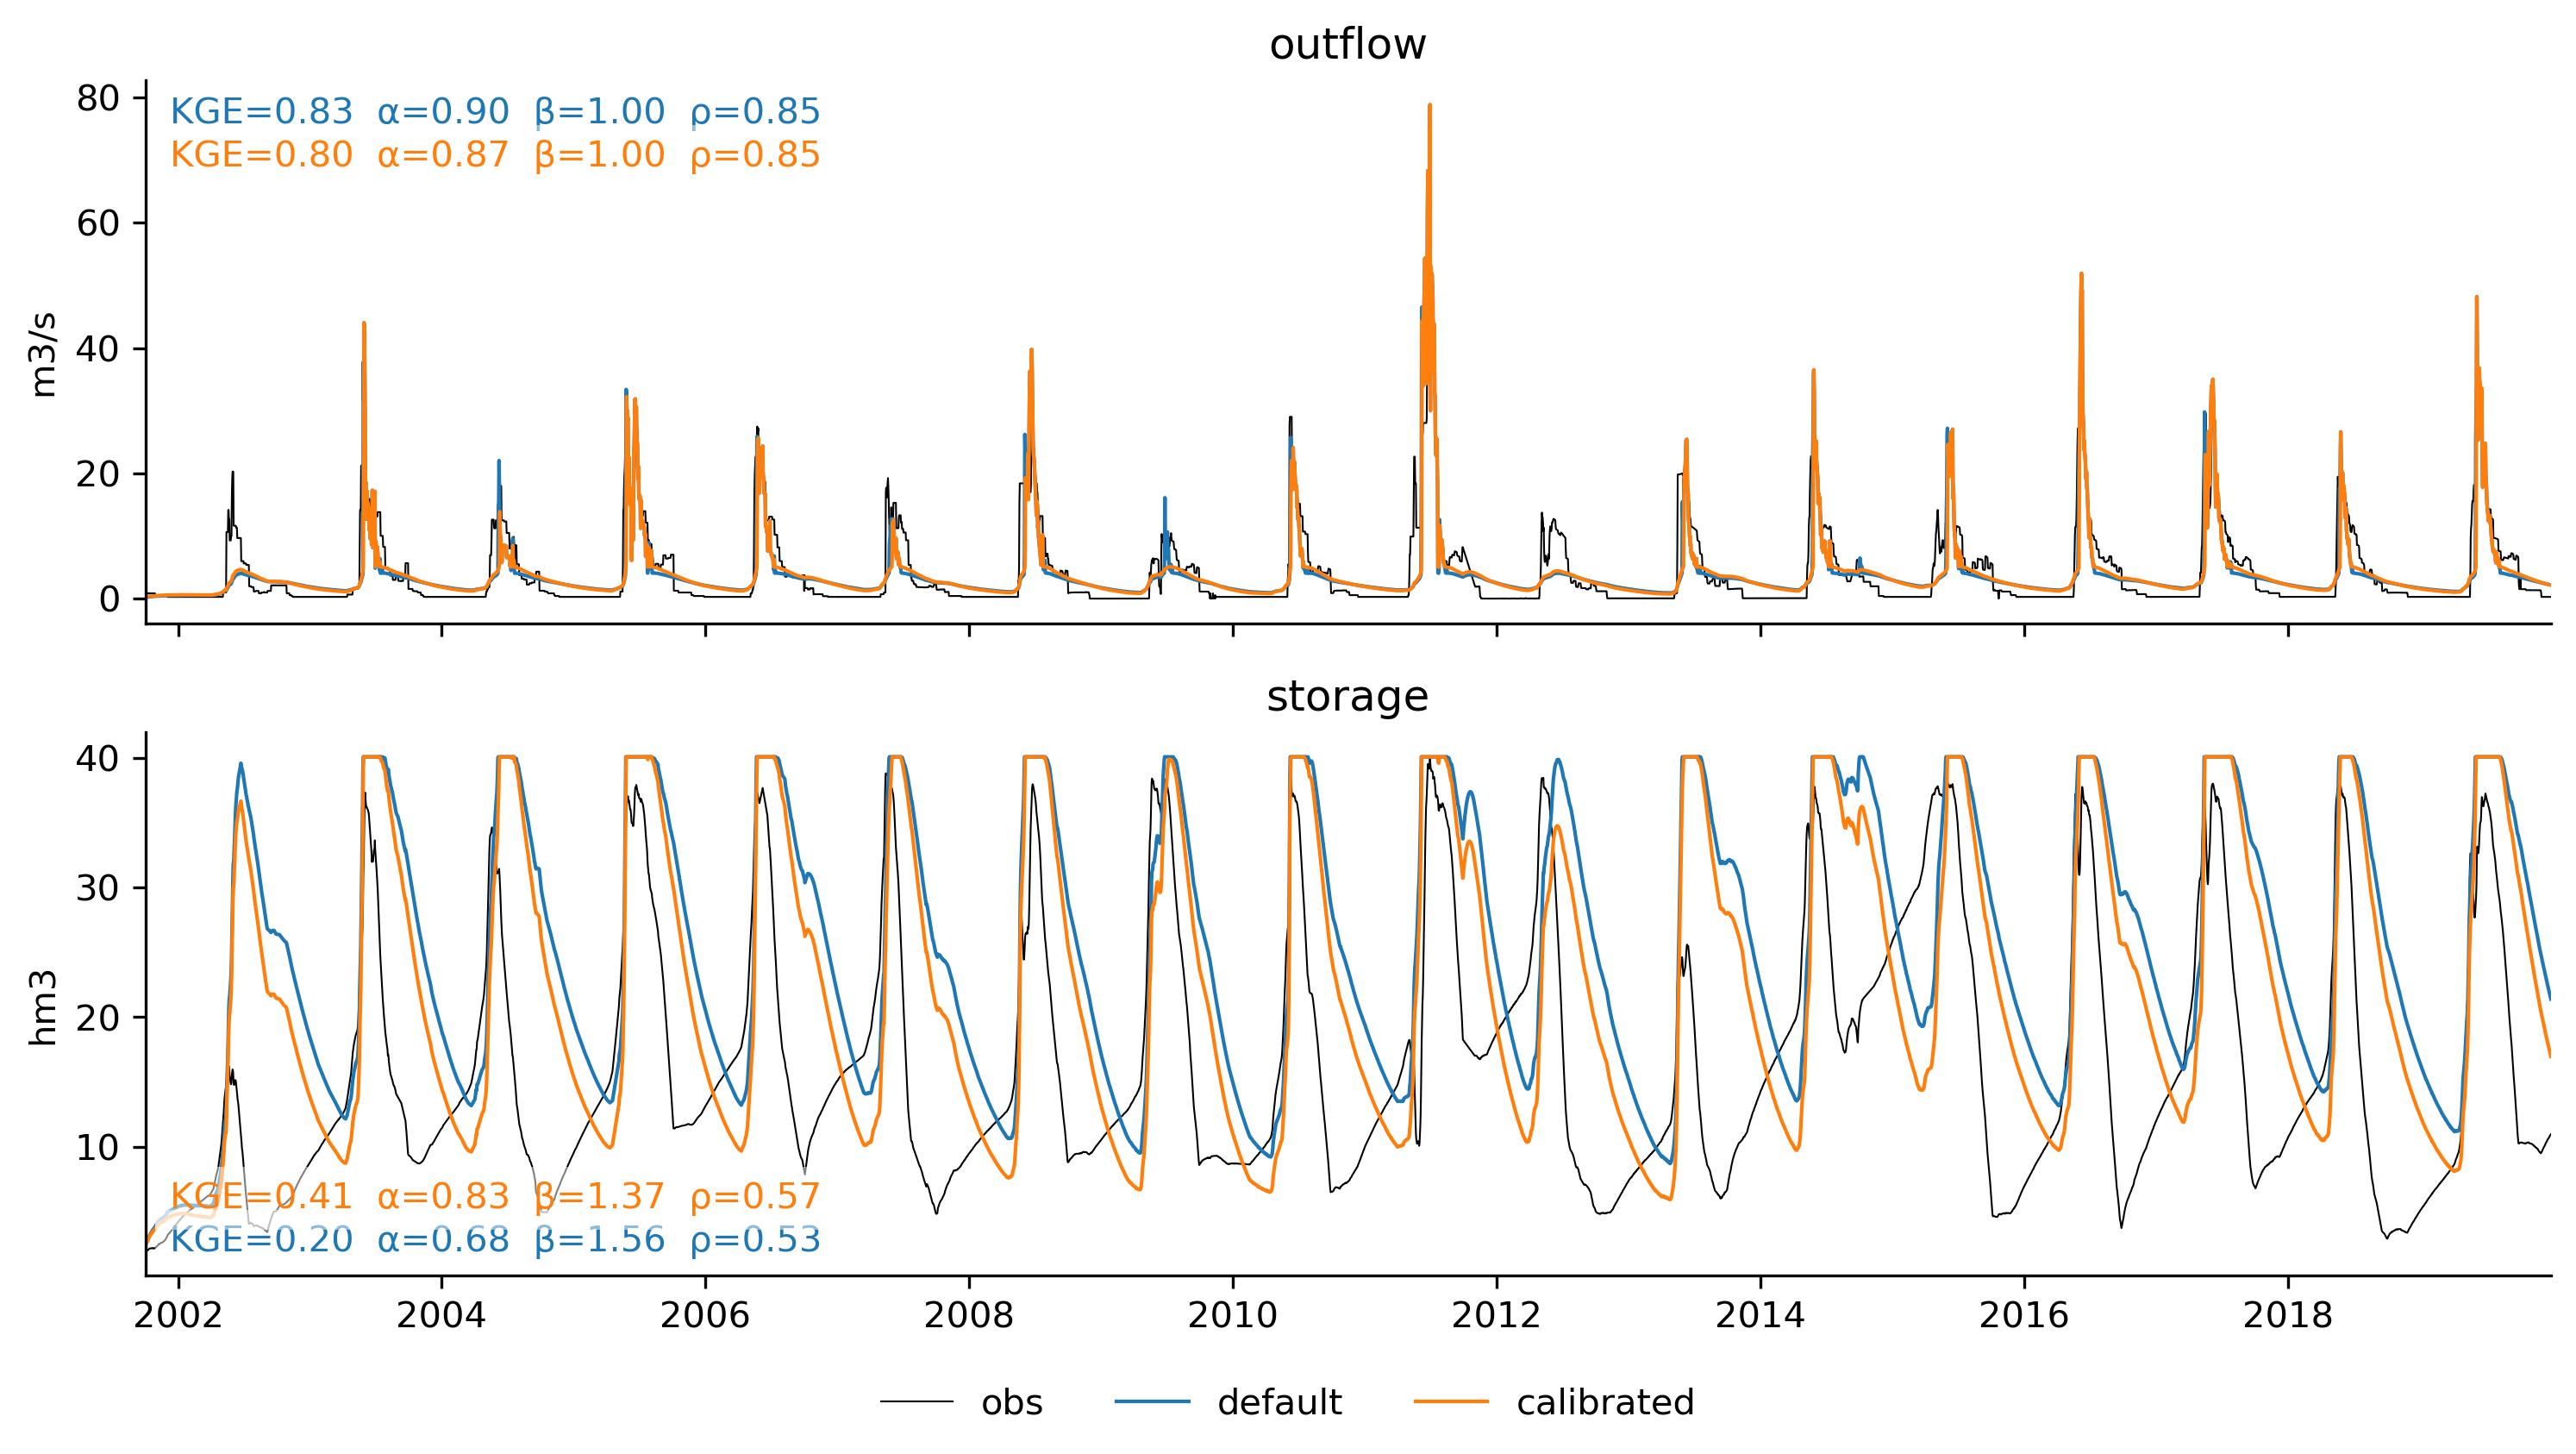 outflow
80
60
40
20
0
m3/s
KGE=0.83 α=0.90 β=1.00 ρ=0.85
KGE=0.80 α=0.87 β=1.00 ρ=0.85
storage
40
30
20
10
hm3
KGE=0.41 α=0.83 β=1.37 ρ=0.57
KGE=0.20 α=0.68 β=1.56 ρ=0.53
2002 2004 2006 2008 2010 2012 2014 2016 2018
obs default calibrated